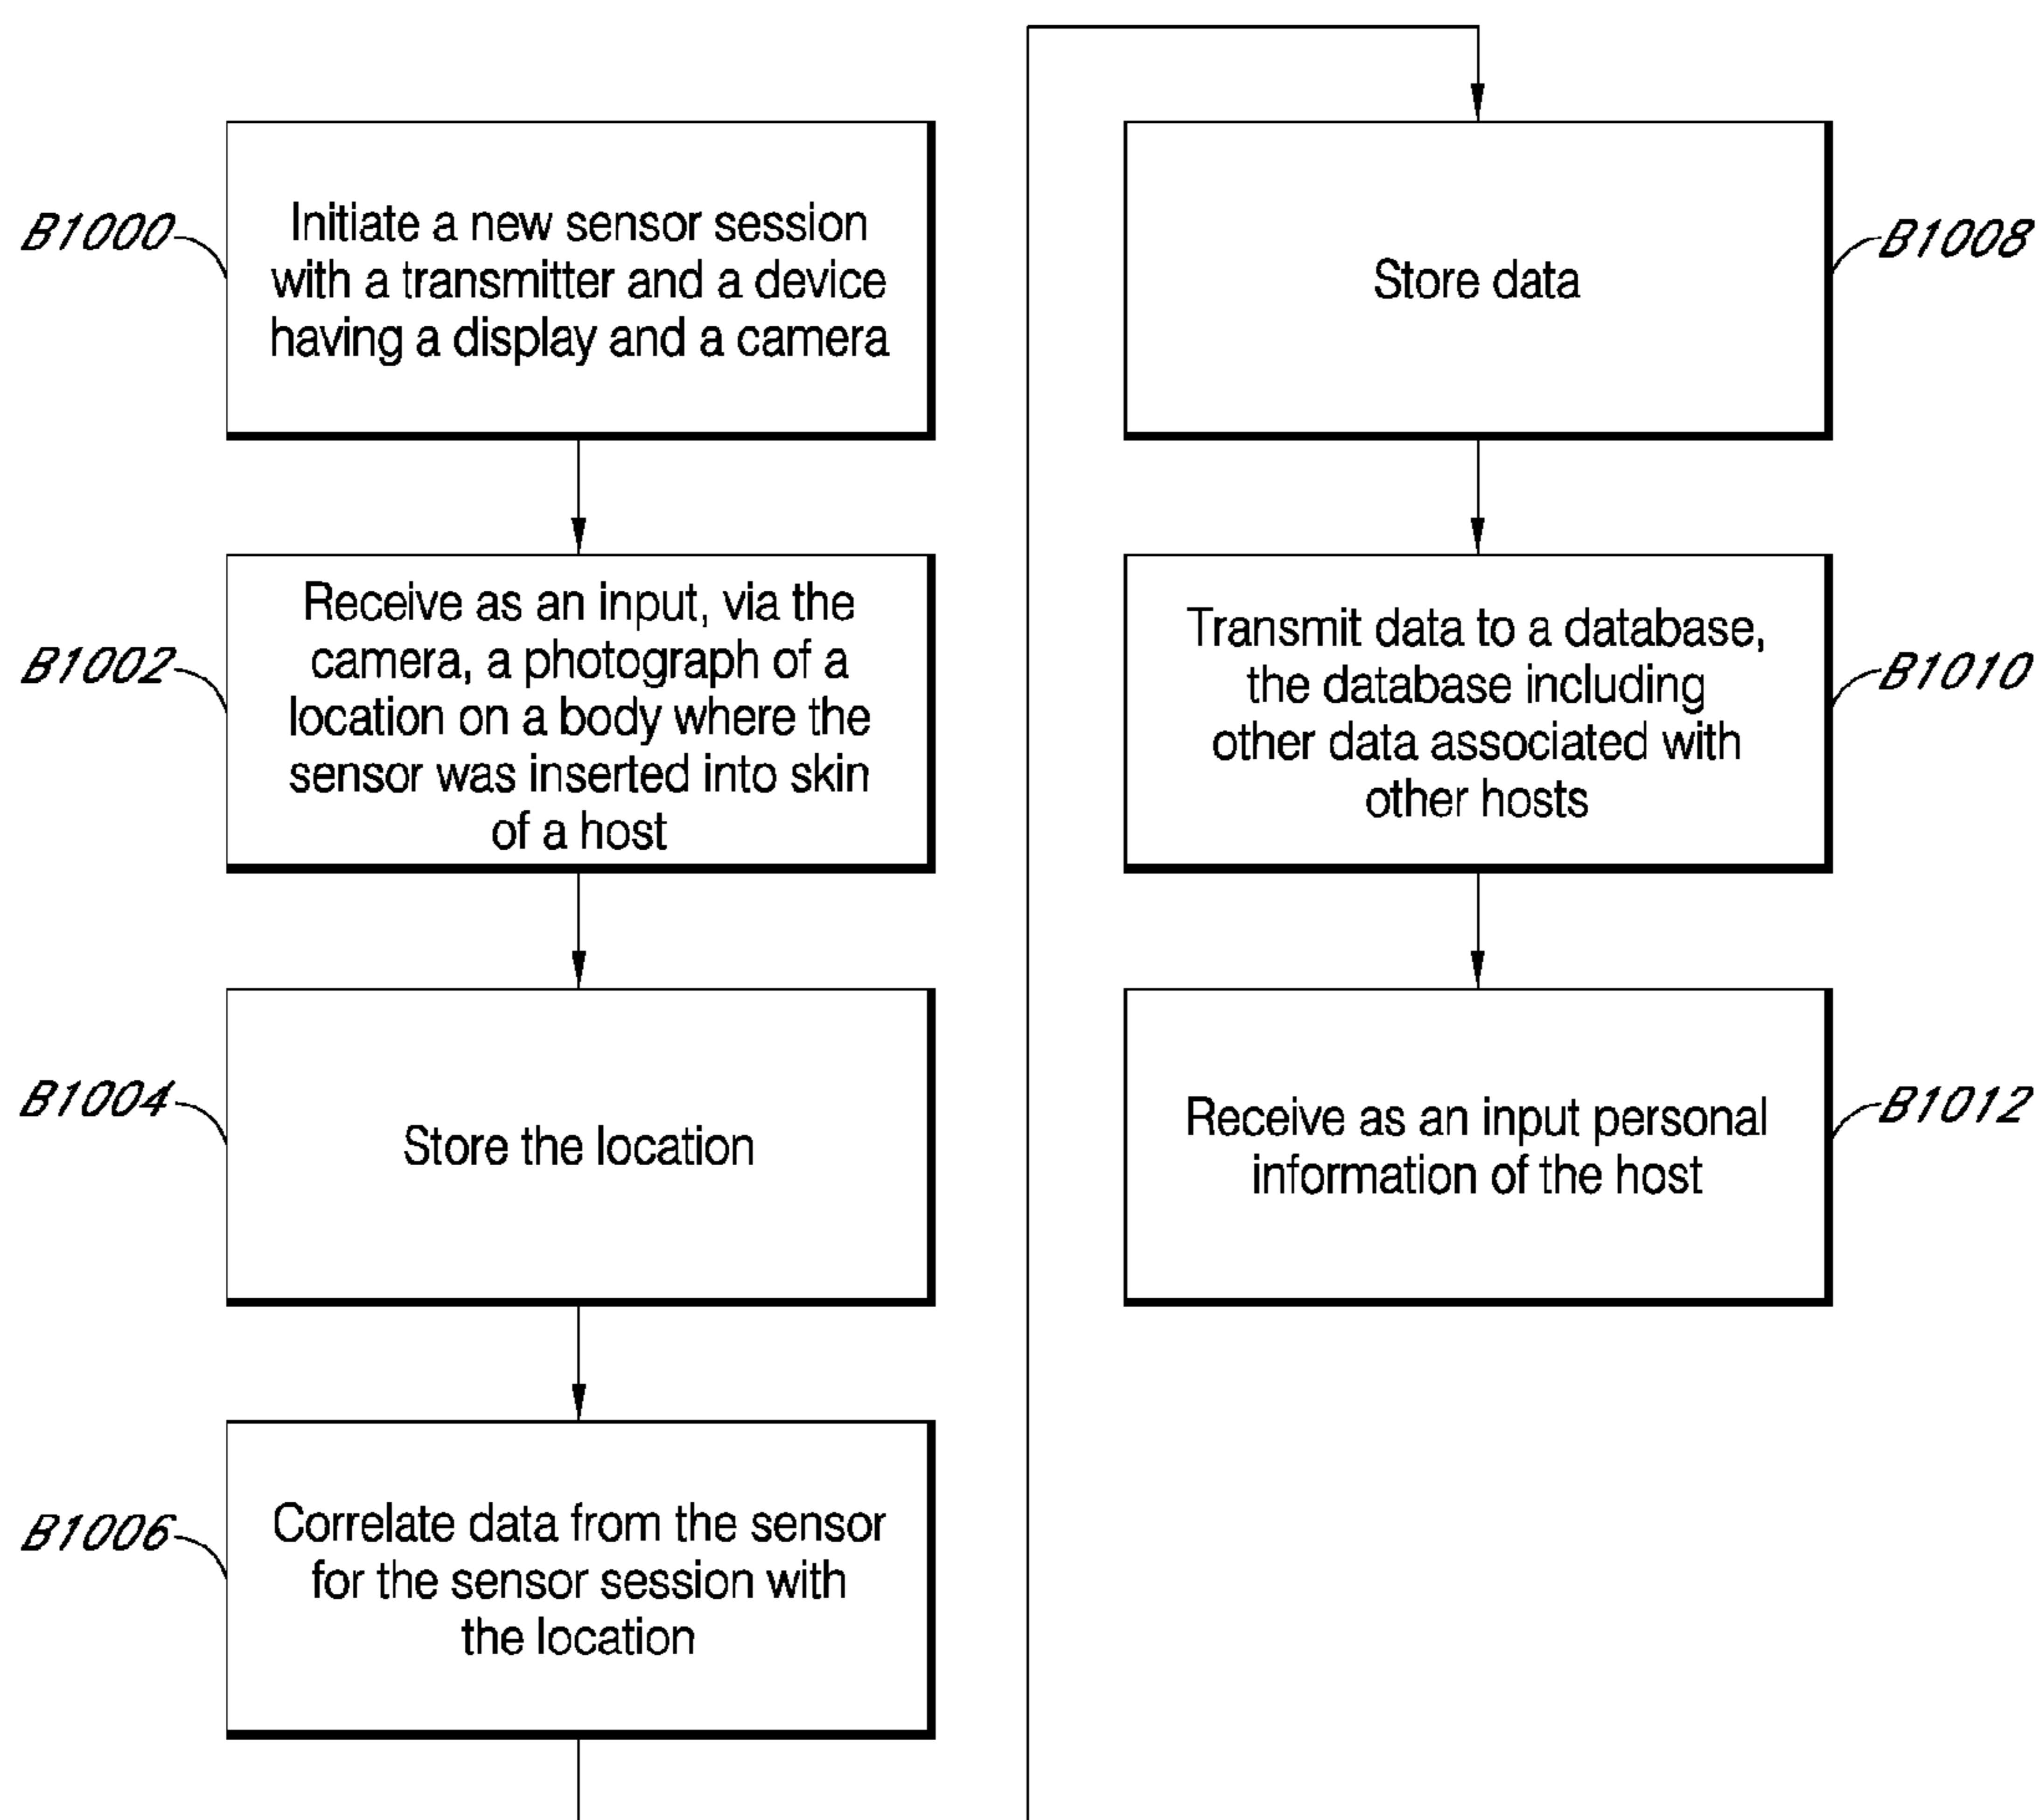 B1000
Initiate a new sensor session
with a transmitter and a device
having a display and a camera
B1002
Receive as an input, via the
camera, a photograph of a
location on a body where the
sensor was inserted into skin
of a host
B1004
Store the location
B1006
Correlate data from the sensor
for the sensor session with
the location
Store data
B1008
Transmit data to a database,
the database including
other data associated with
other hosts
B1010
Receive as an input personal
information of the host
B1012